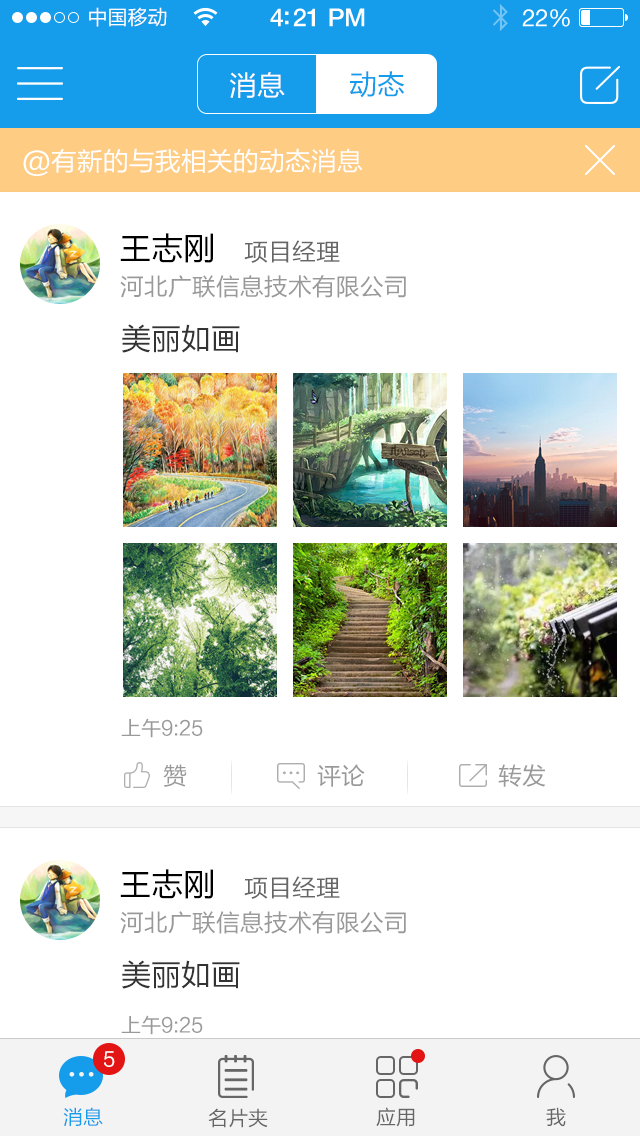 中国移动 4:21 PM 22%
消息 动态
@有新的与我相关的动态消息
王志刚 项目经理
河北广联信息技术有限公司
美丽如画
上午9:25
赞 评论 转发
王志刚 项目经理
河北广联信息技术有限公司
美丽如画
上午9:25
5
消息 名片夹 应用 我